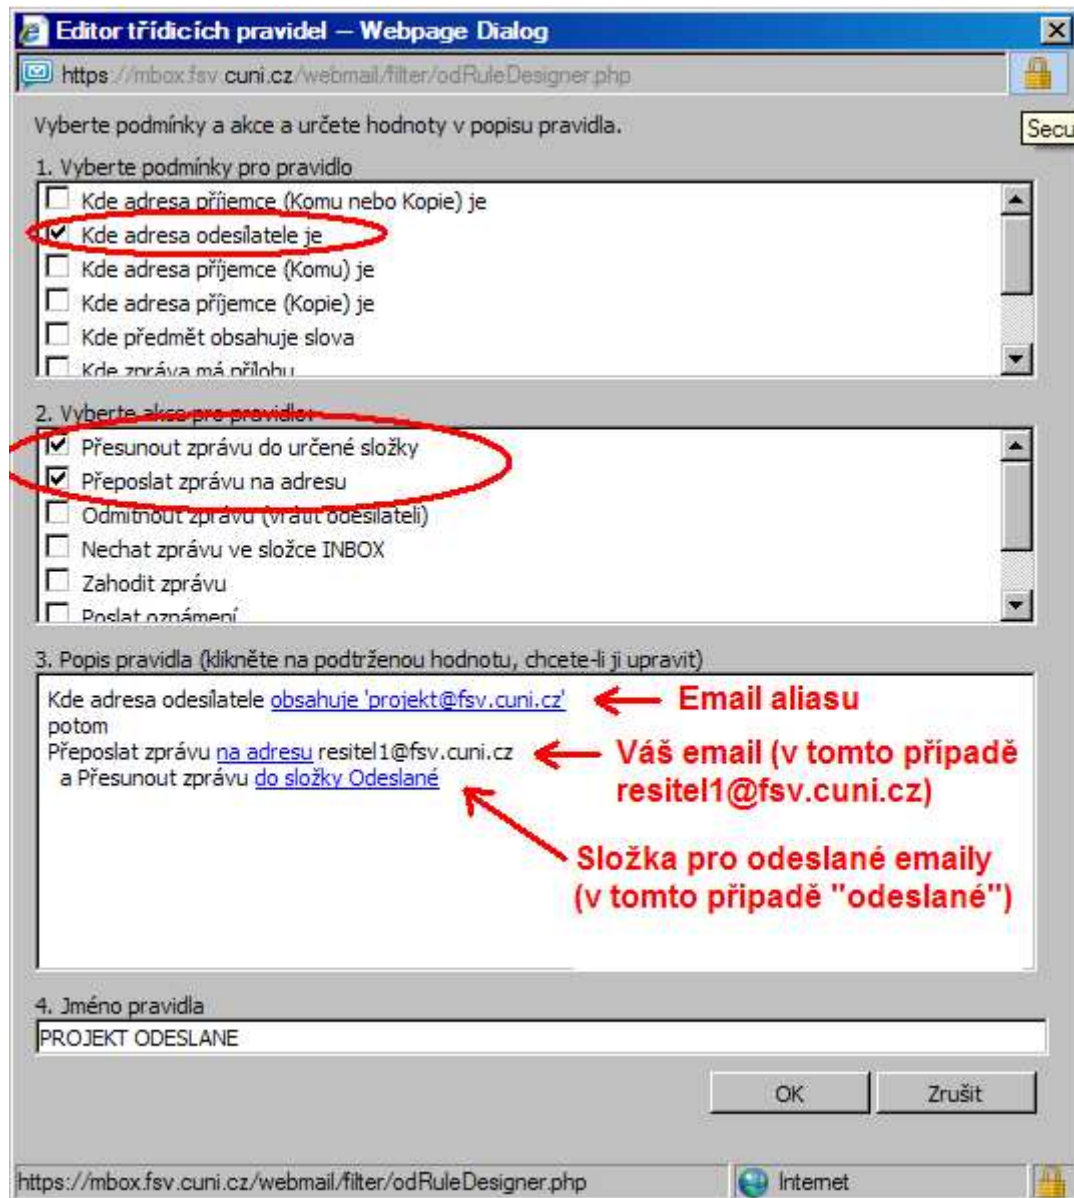 Editor třídicích pravidel – Webpage Dialog
https://mbox.fsv.cuni.cz/webmail/filter/odRuleDesigner.php
Vyberte podmínky a akce a určete hodnoty v popisu pravidla.
Secu
1. Vyberte podmínky pro pravidlo
Kde adresa příjemce (Komu nebo Kopie) je
Kde adresa odesílatele je
Kde adresa příjemce (Komu) je
Kde adresa příjemce (Kopie) je
Kde předmět obsahuje slova
Kde zpráva má přílohu
2. Vyberte akce pro pravidlo:
Přesunout zprávu do určené složky
Přeposlat zprávu na adresu
Odmítnout zprávu (vrátit odesílateli)
Nechat zprávu ve složce INBOX
Zahodit zprávu
Poslat oznámení
3. Popis pravidla (klikněte na podtrženou hodnotu, chcete-li ji upravit)
Kde adresa odesílatele obsahuje 'projekt@fsv.cuni.cz'
Email aliasu
potom
Přeposlat zprávu na adresu resitel1@fsv.cuni.cz
a Přesunout zprávu do složky Odeslané
Váš email (v tomto případě
resitel1@fsv.cuni.cz)
Složka pro odeslané emaily
(v tomto připadě "odeslané")
4. Jméno pravidla
PROJEKT ODESLANE
OK
Zrušit
https://mbox.fsv.cuni.cz/webmail/filter/odRuleDesigner.php
Internet